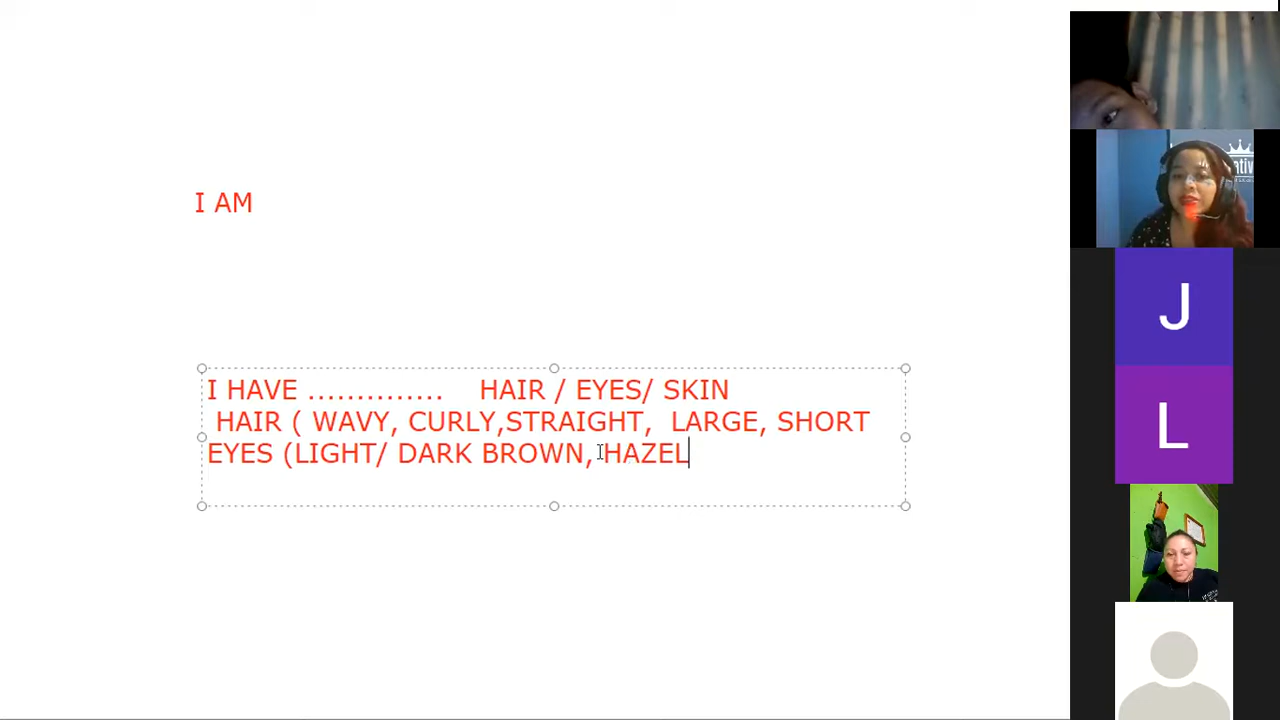 I AM
I HAVE .............. HAIR / EYES/ SKIN
HAIR ( WAVY, CURLY,STRAIGHT, LARGE, SHORT
EYES (LIGHT/ DARK BROWN, HAZEL
J
L